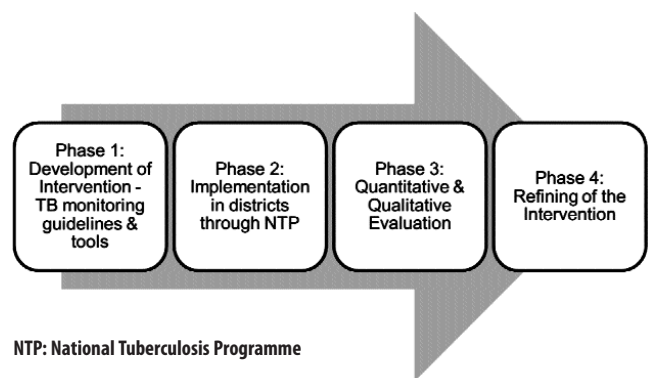 Phase 1:
Development of
Intervention -
TB monitoring
guidelines &
tools
Phase 2:
Implementation
in districts
through NTP
Phase 3:
Quantitative &
Qualitative
Evaluation
Phase 4:
Refining of the
Intervention
NTP: National Tuberculosis Programme